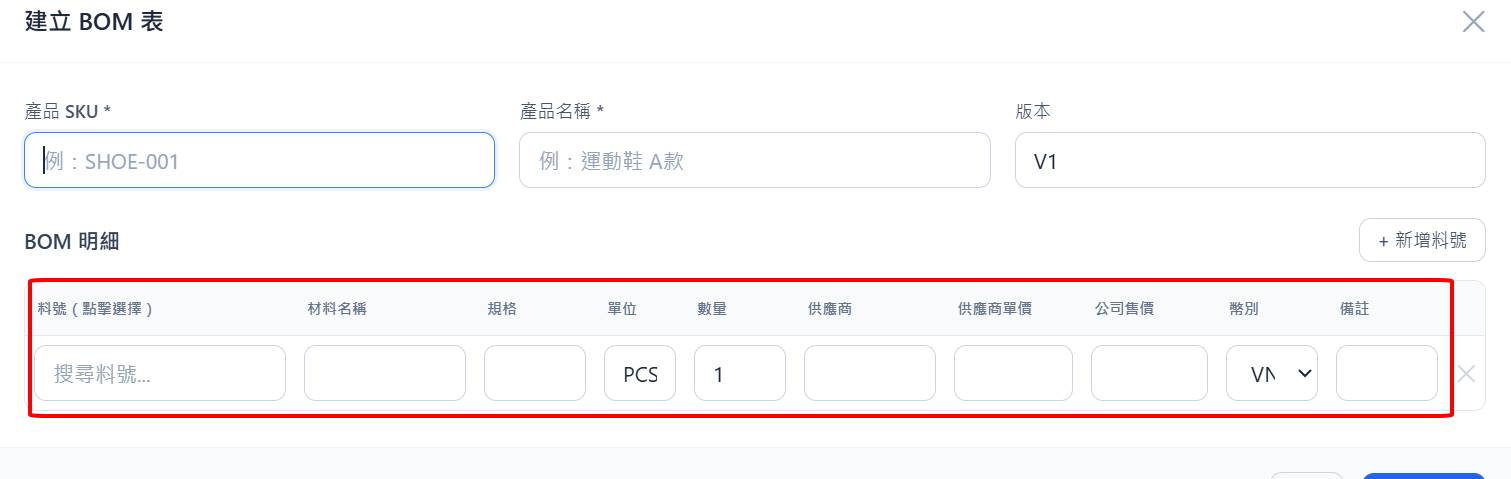 建立 BOM 表
產品 SKU *
產品名稱 *
版本
例：SHOE-001
例：運動鞋 A款
V1
BOM 明細
+ 新增料號
料號（點擊選擇） 材料名稱 規格 單位 數量 供應商 供應商單價 公司售價 幣別 備註
搜尋料號... PCS 1 VN